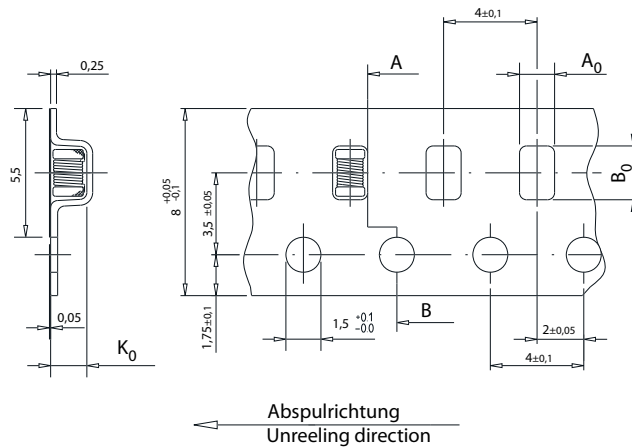 4±0,1
0,25
A
A0
5,5
8 +0,05 -0,1
3,5 ±0,05
B0
1,75±0,1
0,05
1,5 +0.1 -0.0
B
2±0,05
K0
4±0,1
Abspulrichtung
Unreeling direction